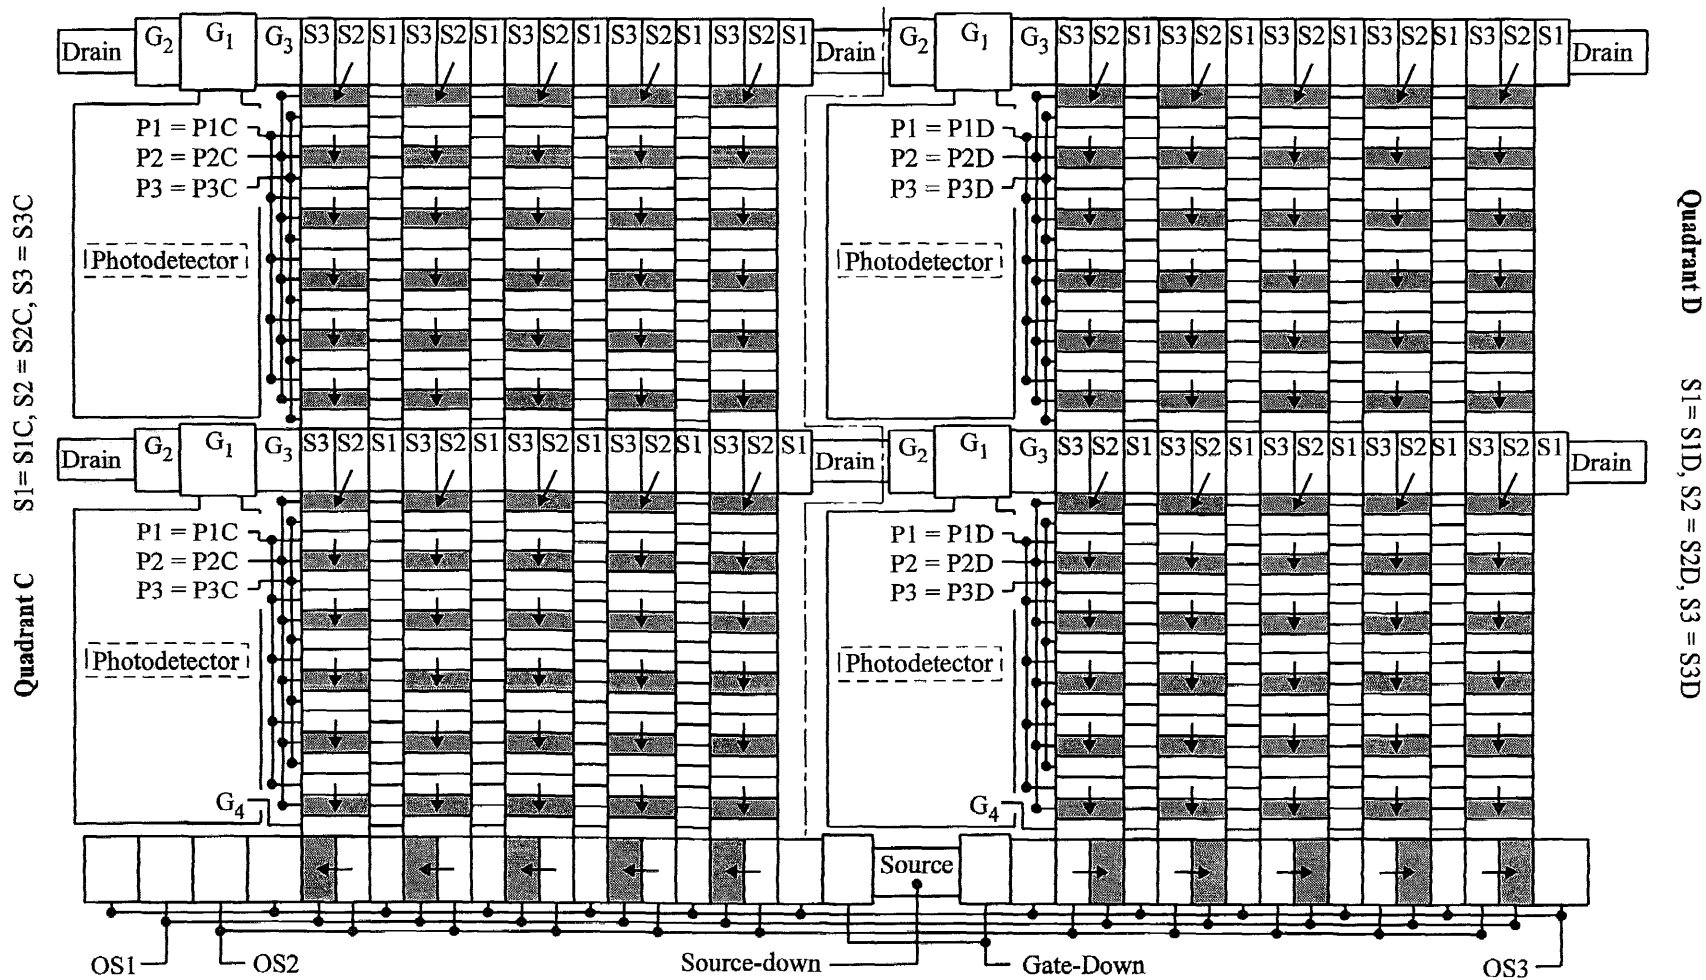 Drain G2 G1 G3 S3 S2 S1 S3 S2 S1 S3 S2 S1 S3 S2 S1 S3 S2 S1 Drain G2 G1 G3 S3 S2 S1 S3 S2 S1 S3 S2 S1 S3 S2 S1 S3 S2 S1 Drain
P1 = P1C
P2 = P2C
P3 = P3C
Photodetector
P1 = P1D
P2 = P2D
P3 = P3D
Photodetector
Quadrant C S1= S1C, S2 = S2C, S3 = S3C
Quadrant D S1= S1D, S2 = S2D, S3 = S3D
Drain G2 G1 G3 S3 S2 S1 S3 S2 S1 S3 S2 S1 S3 S2 S1 S3 S2 S1 Drain G2 G1 G3 S3 S2 S1 S3 S2 S1 S3 S2 S1 S3 S2 S1 S3 S2 S1 Drain
P1 = P1C
P2 = P2C
P3 = P3C
Photodetector
G4
P1 = P1D
P2 = P2D
P3 = P3D
Photodetector
G4
Source
OS1 OS2 Source-down Gate-Down OS3